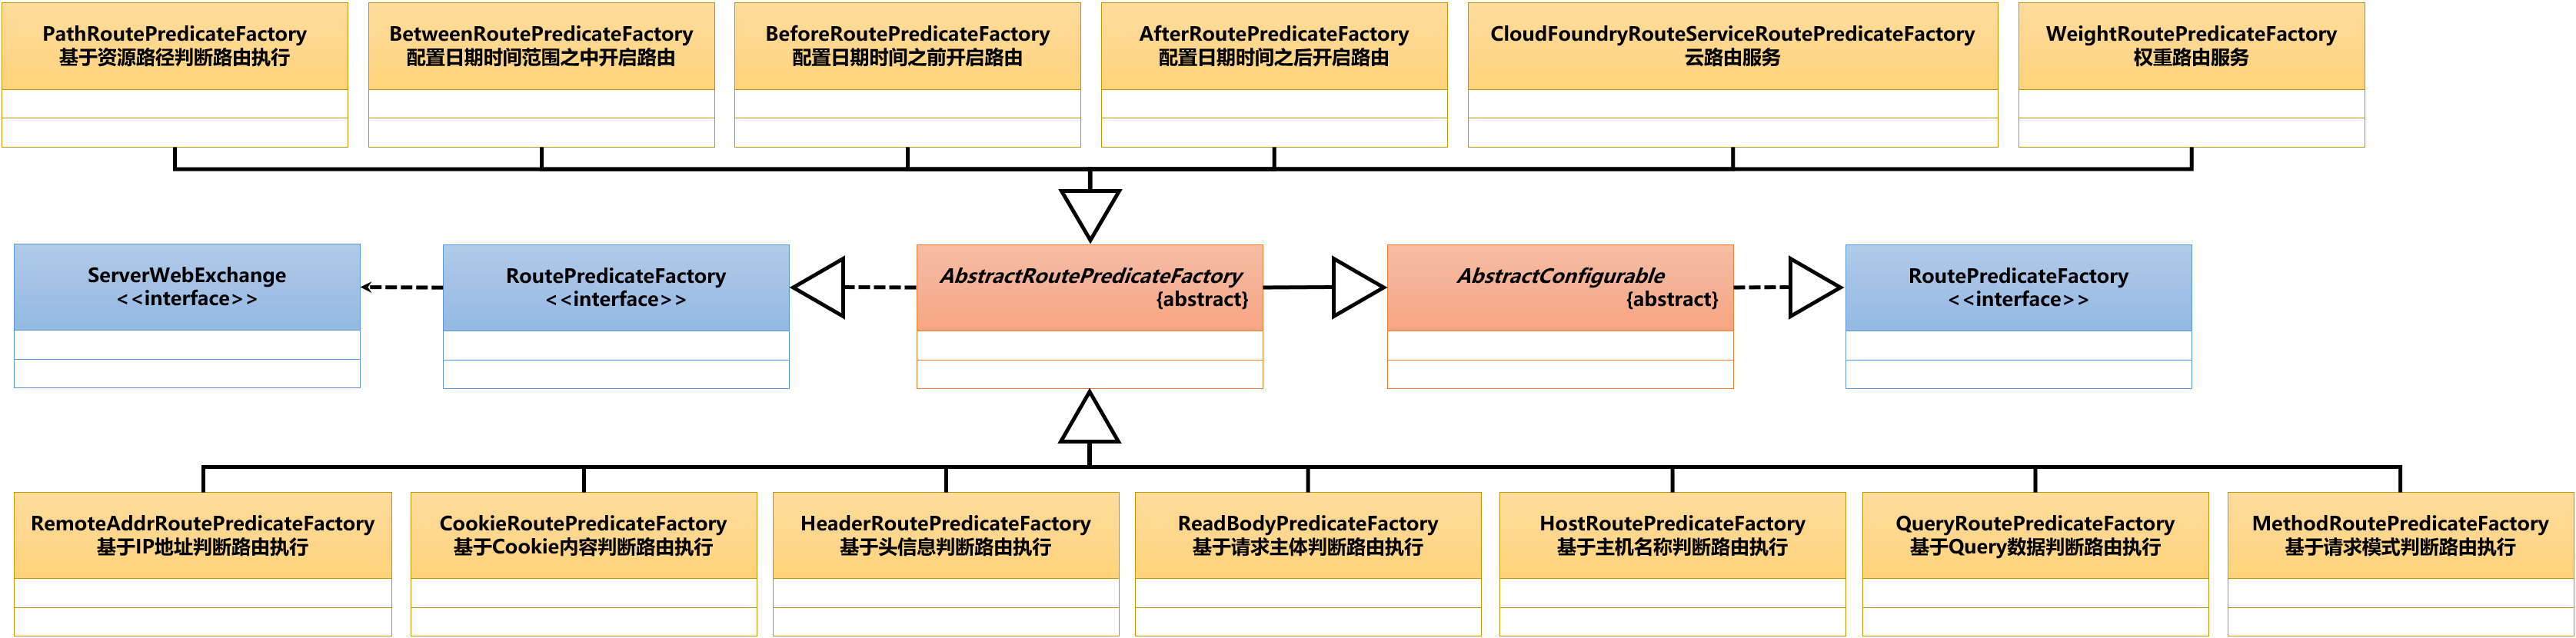 PathRoutePredicateFactory
基于资源路径判断路由执行
BetweenRoutePredicateFactory
配置日期时间范围之中开启路由
BeforeRoutePredicateFactory
配置日期时间之前开启路由
AfterRoutePredicateFactory
配置日期时间之后开启路由
CloudFoundryRouteServiceRoutePredicateFactory
云路由服务
WeightRoutePredicateFactory
权重路由服务
ServerWebExchange
<<interface>>
RoutePredicateFactory
<<interface>>
AbstractRoutePredicateFactory
{abstract}
AbstractConfigurable
{abstract}
RoutePredicateFactory
<<interface>>
RemoteAddrRoutePredicateFactory
基于IP地址判断路由执行
CookieRoutePredicateFactory
基于Cookie内容判断路由执行
HeaderRoutePredicateFactory
基于头信息判断路由执行
ReadBodyPredicateFactory
基于请求主体判断路由执行
HostRoutePredicateFactory
基于主机名称判断路由执行
QueryRoutePredicateFactory
基于Query数据判断路由执行
MethodRoutePredicateFactory
基于请求模式判断路由执行